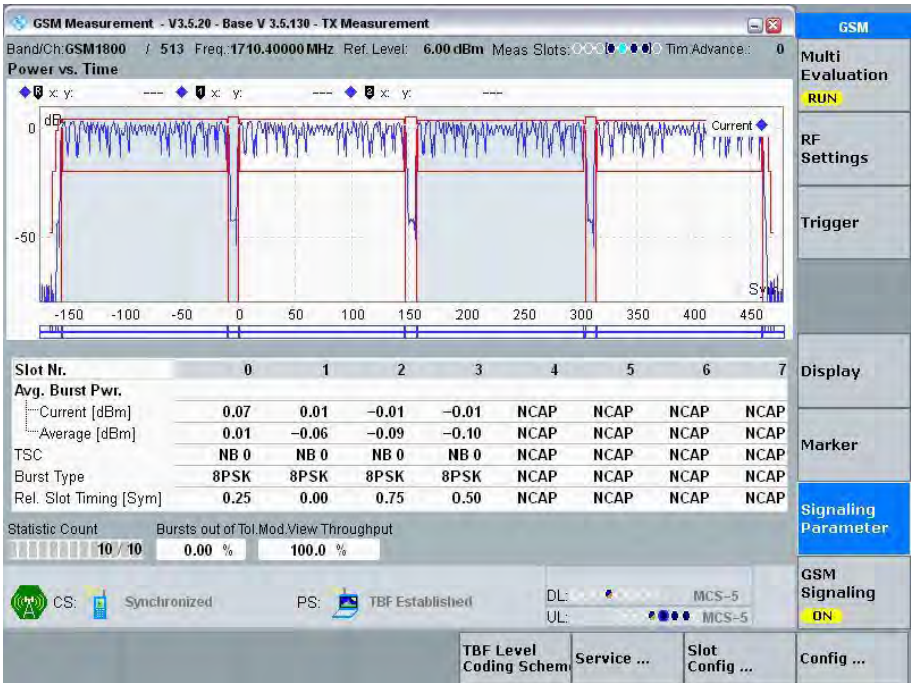 GSM Measurement - V3.5.20 - Base V 3.5.130 - TX Measurement
GSM
Band/Ch:GSM1800 / 513 Freq.:1710.40000 MHz Ref. Level: 6.00 dBm Meas Slots: Tim Advance.: 0
Power vs. Time
Multi
Evaluation
RUN
R x: y: --- 1 x: y: --- 2 x: y: ---
dB
Current
0
-50
-150 -100 -50 0 50 100 150 200 250 300 350 400 450
RF
Settings
Trigger
Slot Nr. 0 1 2 3 4 5 6 7
Avg. Burst Pwr.
Current [dBm] 0.07 0.01 -0.01 -0.01 NCAP NCAP NCAP NCAP
Average [dBm] 0.01 -0.06 -0.09 -0.10 NCAP NCAP NCAP NCAP
TSC NB 0 NB 0 NB 0 NB 0 NCAP NCAP NCAP NCAP
Burst Type 8PSK 8PSK 8PSK 8PSK NCAP NCAP NCAP NCAP
Rel. Slot Timing [Sym] 0.25 0.00 0.75 0.50 NCAP NCAP NCAP NCAP
Display
Marker
Signaling
Parameter
Statistic Count Bursts out of Tol. Mod.View Throughput
10 / 10 0.00 % 100.0 %
CS: Synchronized PS: TBF Established
DL: MCS-5
UL: MCS-5
GSM
Signaling
ON
TBF Level
Coding Schem
Service ...
Slot
Config ...
Config ...